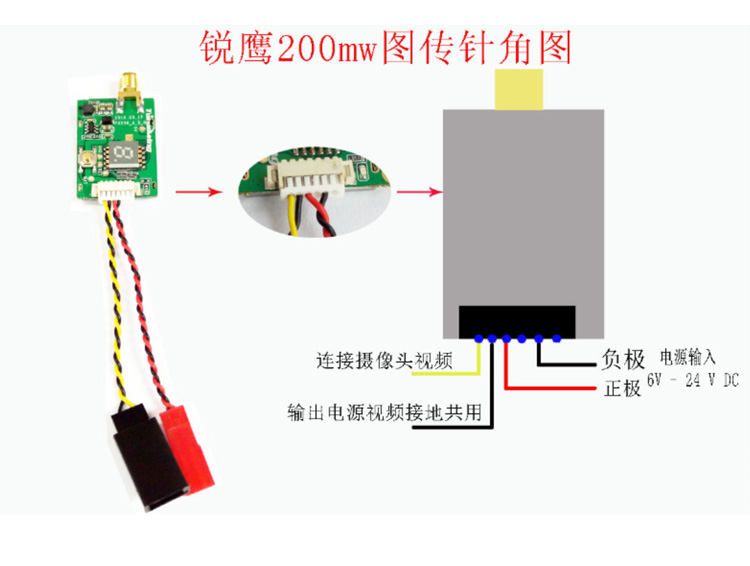 锐鹰200mw图传针角图
8
连接摄像头视频
输出电源视频接地共用
负极
电源输入
正极
6V - 24 V DC